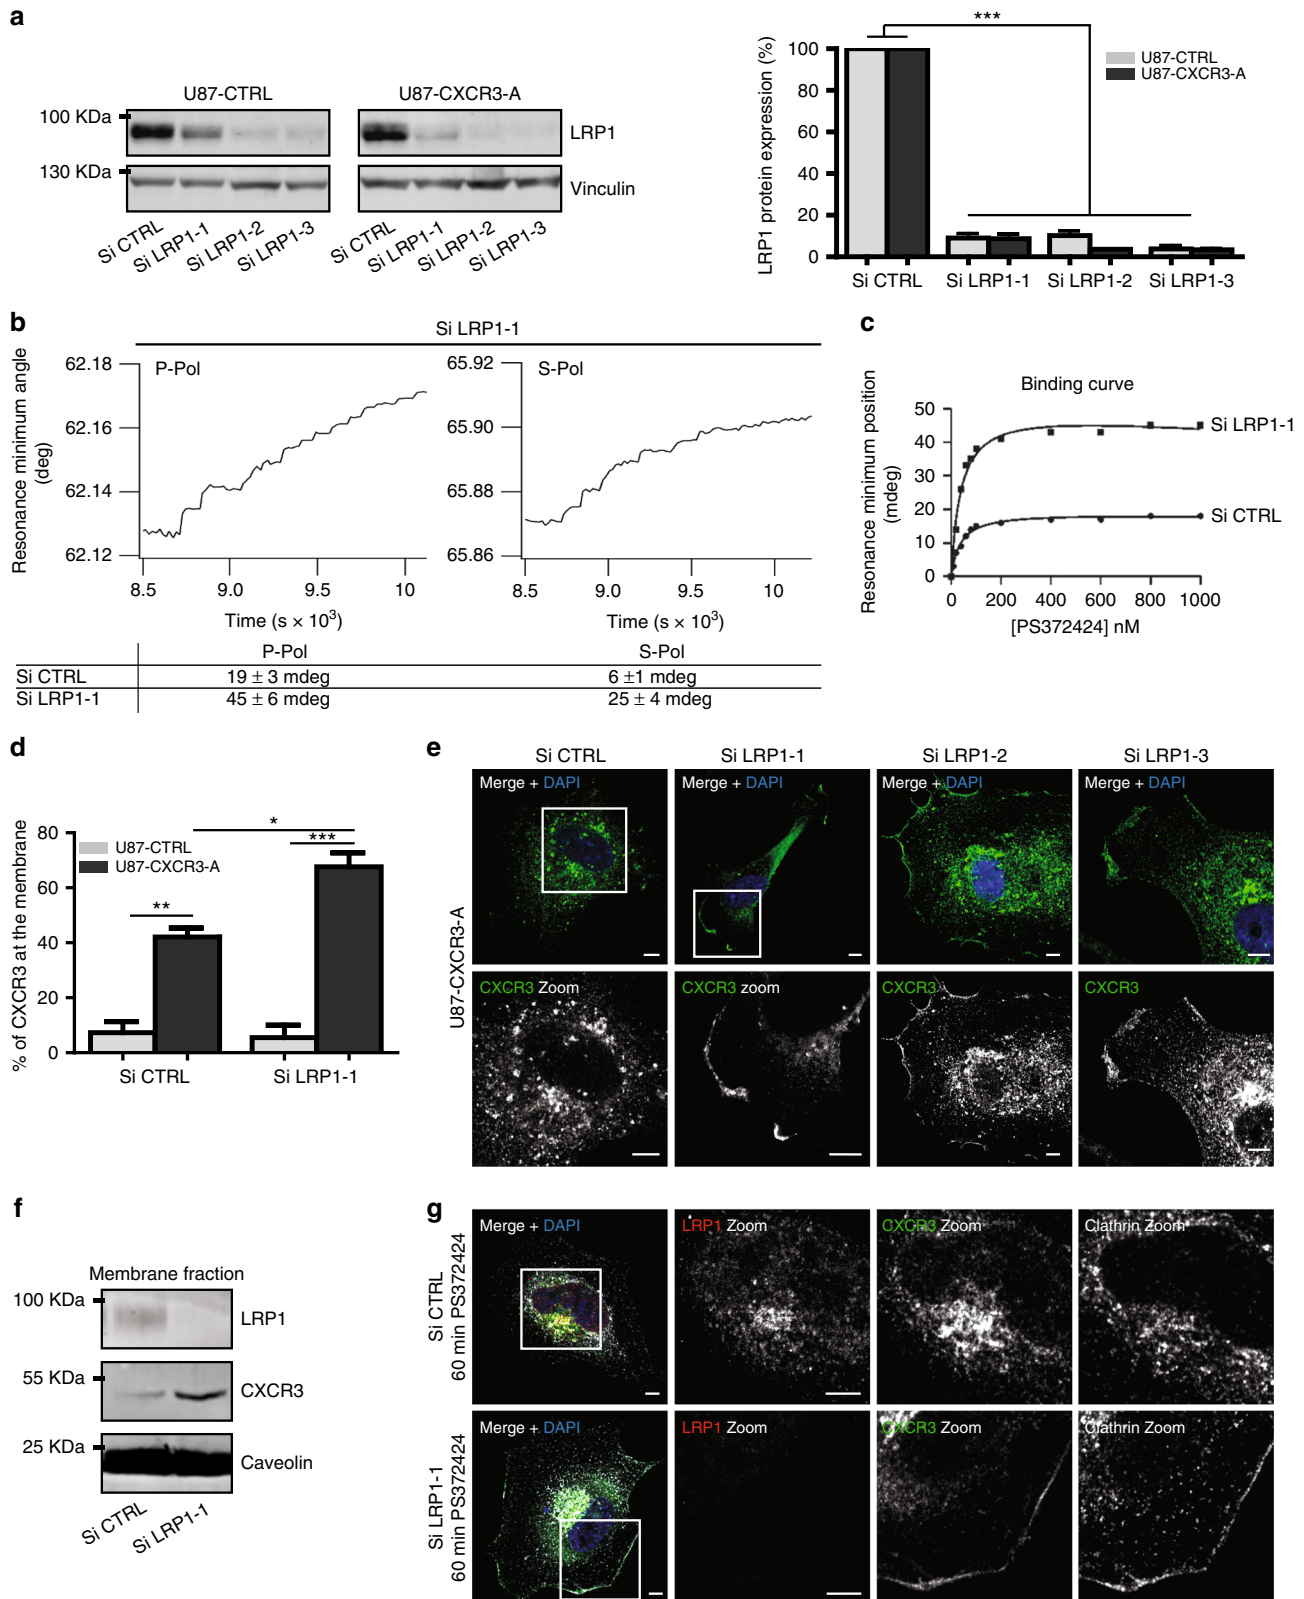 a
U87-CTRL
U87-CXCR3-A
100 KDa
LRP1
130 KDa
Vinculin
Si CTRL
Si LRP1-1
Si LRP1-2
Si LRP1-3
Si CTRL
Si LRP1-1
Si LRP1-2
Si LRP1-3
LRP1 protein expression (%)
100
80
60
40
20
0
***
U87-CTRL
U87-CXCR3-A
Si CTRL
Si LRP1-1
Si LRP1-2
Si LRP1-3
b
Si LRP1-1
Resonance minimum angle
(deg)
62.18
62.16
62.14
62.12
P-Pol
8.5
9.0
9.5
10
Time (s × 10³)
65.92
65.90
65.88
65.86
S-Pol
8.5
9.0
9.5
10
Time (s × 10³)
P-Pol
S-Pol
Si CTRL
19 ± 3 mdeg
6 ±1 mdeg
Si LRP1-1
45 ± 6 mdeg
25 ± 4 mdeg
c
Binding curve
Resonance minimum position
(mdeg)
50
40
30
20
10
0
Si LRP1-1
Si CTRL
0
200
400
600
800
1000
[PS372424] nM
d
% of CXCR3 at the membrane
80
60
40
20
0
U87-CTRL
U87-CXCR3-A
*
***
**
Si CTRL
Si LRP1-1
e
Si CTRL
Si LRP1-1
Si LRP1-2
Si LRP1-3
U87-CXCR3-A
Merge + DAPI
Merge + DAPI
Merge + DAPI
Merge + DAPI
CXCR3 Zoom
CXCR3 zoom
CXCR3
CXCR3
f
Membrane fraction
100 KDa
LRP1
55 KDa
CXCR3
25 KDa
Caveolin
Si CTRL
Si LRP1-1
g
Si CTRL
60 min PS372424
Merge + DAPI
LRP1 Zoom
CXCR3 Zoom
Clathrin Zoom
Si LRP1-1
60 min PS372424
Merge + DAPI
LRP1 Zoom
CXCR3 Zoom
Clathrin Zoom